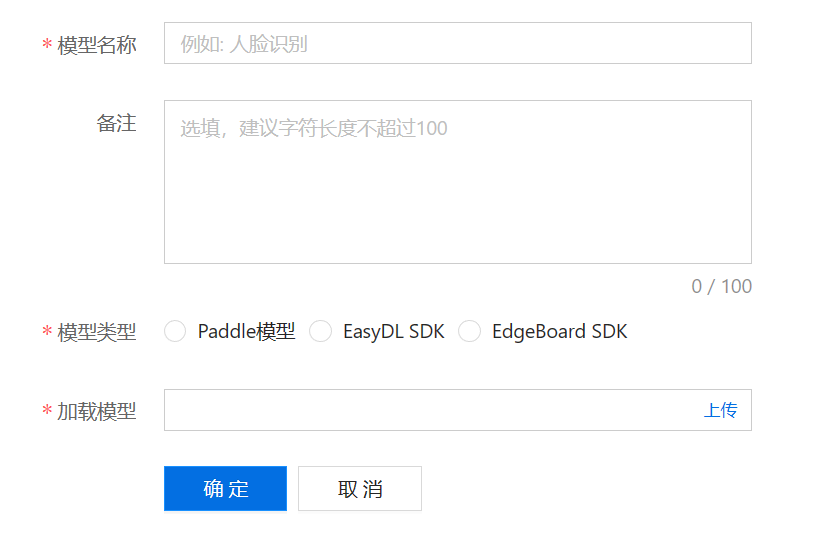 * 模型名称 例如: 人脸识别
备注 选填，建议字符长度不超过100
0 / 100
* 模型类型 Paddle模型 EasyDL SDK EdgeBoard SDK
* 加载模型 上传
确定 取消